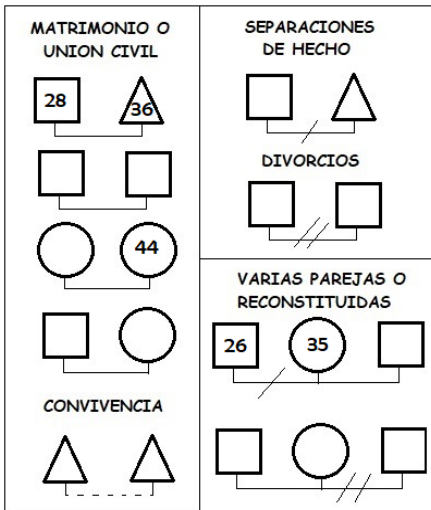 MATRIMONIO O
UNION CIVIL
28 36
44
CONVIVENCIA
SEPARACIONES
DE HECHO
DIVORCIOS
VARIAS PAREJAS O
RECONSTITUIDAS
26 35